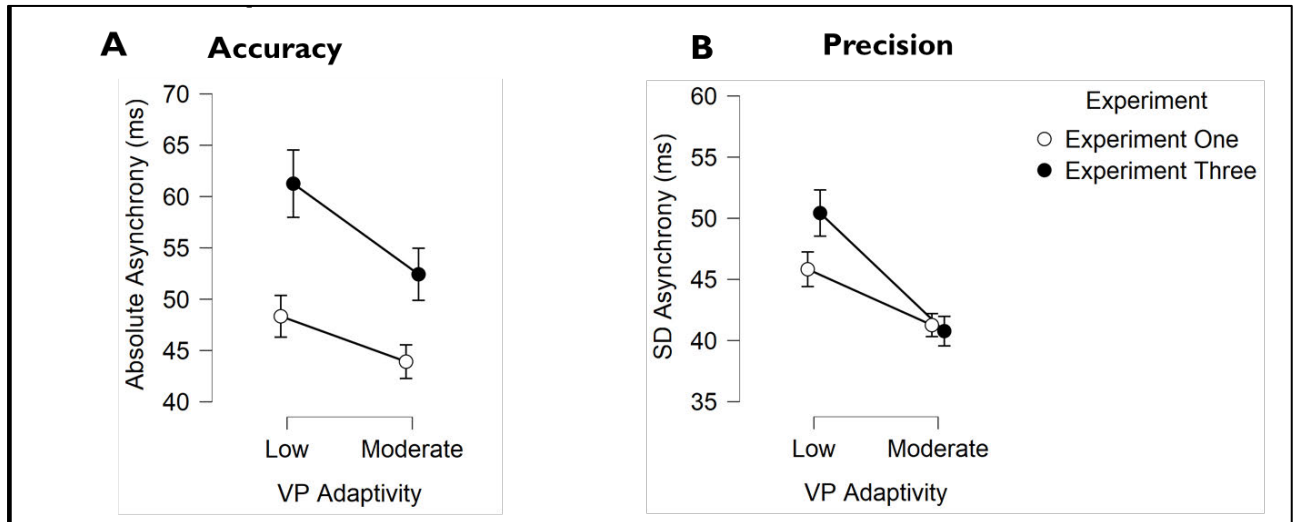 A Accuracy
70
65
60
55
50
45
40
Absolute Asynchrony (ms)
Low Moderate
VP Adaptivity
B Precision
60
55
50
45
40
35
SD Asynchrony (ms)
Low Moderate
VP Adaptivity
Experiment
Experiment One
Experiment Three